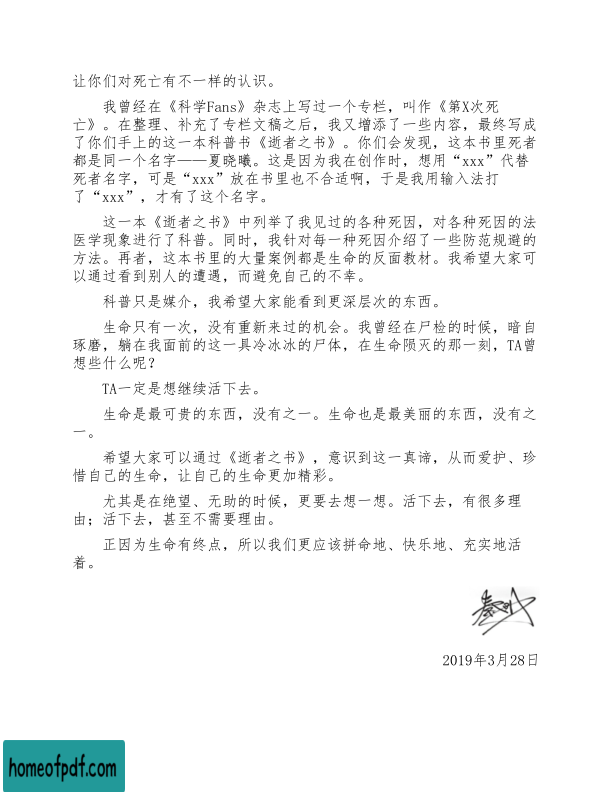 让你们对死亡有不一样的认识。
我曾经在《科学Fans》杂志上写过一个专栏，叫作《第X次死
亡》。在整理、补充了专栏文稿之后，我又增添了一些内容，最终写成
了你们手上的这一本科普书《逝者之书》。你们会发现，这本书里死者
都是同一个名字——夏晓曦。这是因为我在创作时，想用“xxx”代替
死者名字，可是“xxx”放在书里也不合适啊，于是我用输入法打
了“xxx”，才有了这个名字。
这一本《逝者之书》中列举了我见过的各种死因，对各种死因的法
医学现象进行了科普。同时，我针对每一种死因介绍了一些防范规避的
方法。再者，这本书里的大量案例都是生命的反面教材。我希望大家可
以通过看到别人的遭遇，而避免自己的不幸。
科普只是媒介，我希望大家能看到更深层次的东西。
生命只有一次，没有重新来过的机会。我曾经在尸检的时候，暗自
琢磨，躺在我面前的这一具冷冰冰的尸体，在生命陨灭的那一刻，TA曾
想些什么呢？
TA一定是想继续活下去。
生命是最可贵的东西，没有之一。生命也是最美丽的东西，没有之
一。
希望大家可以通过《逝者之书》，意识到这一真谛，从而爱护、珍
惜自己的生命，让自己的生命更加精彩。
尤其是在绝望、无助的时候，更要去想一想。活下去，有很多理
由；活下去，甚至不需要理由。
正因为生命有终点，所以我们更应该拼命地、快乐地、充实地活
着。
2019年3月28日
homeofpdf.com